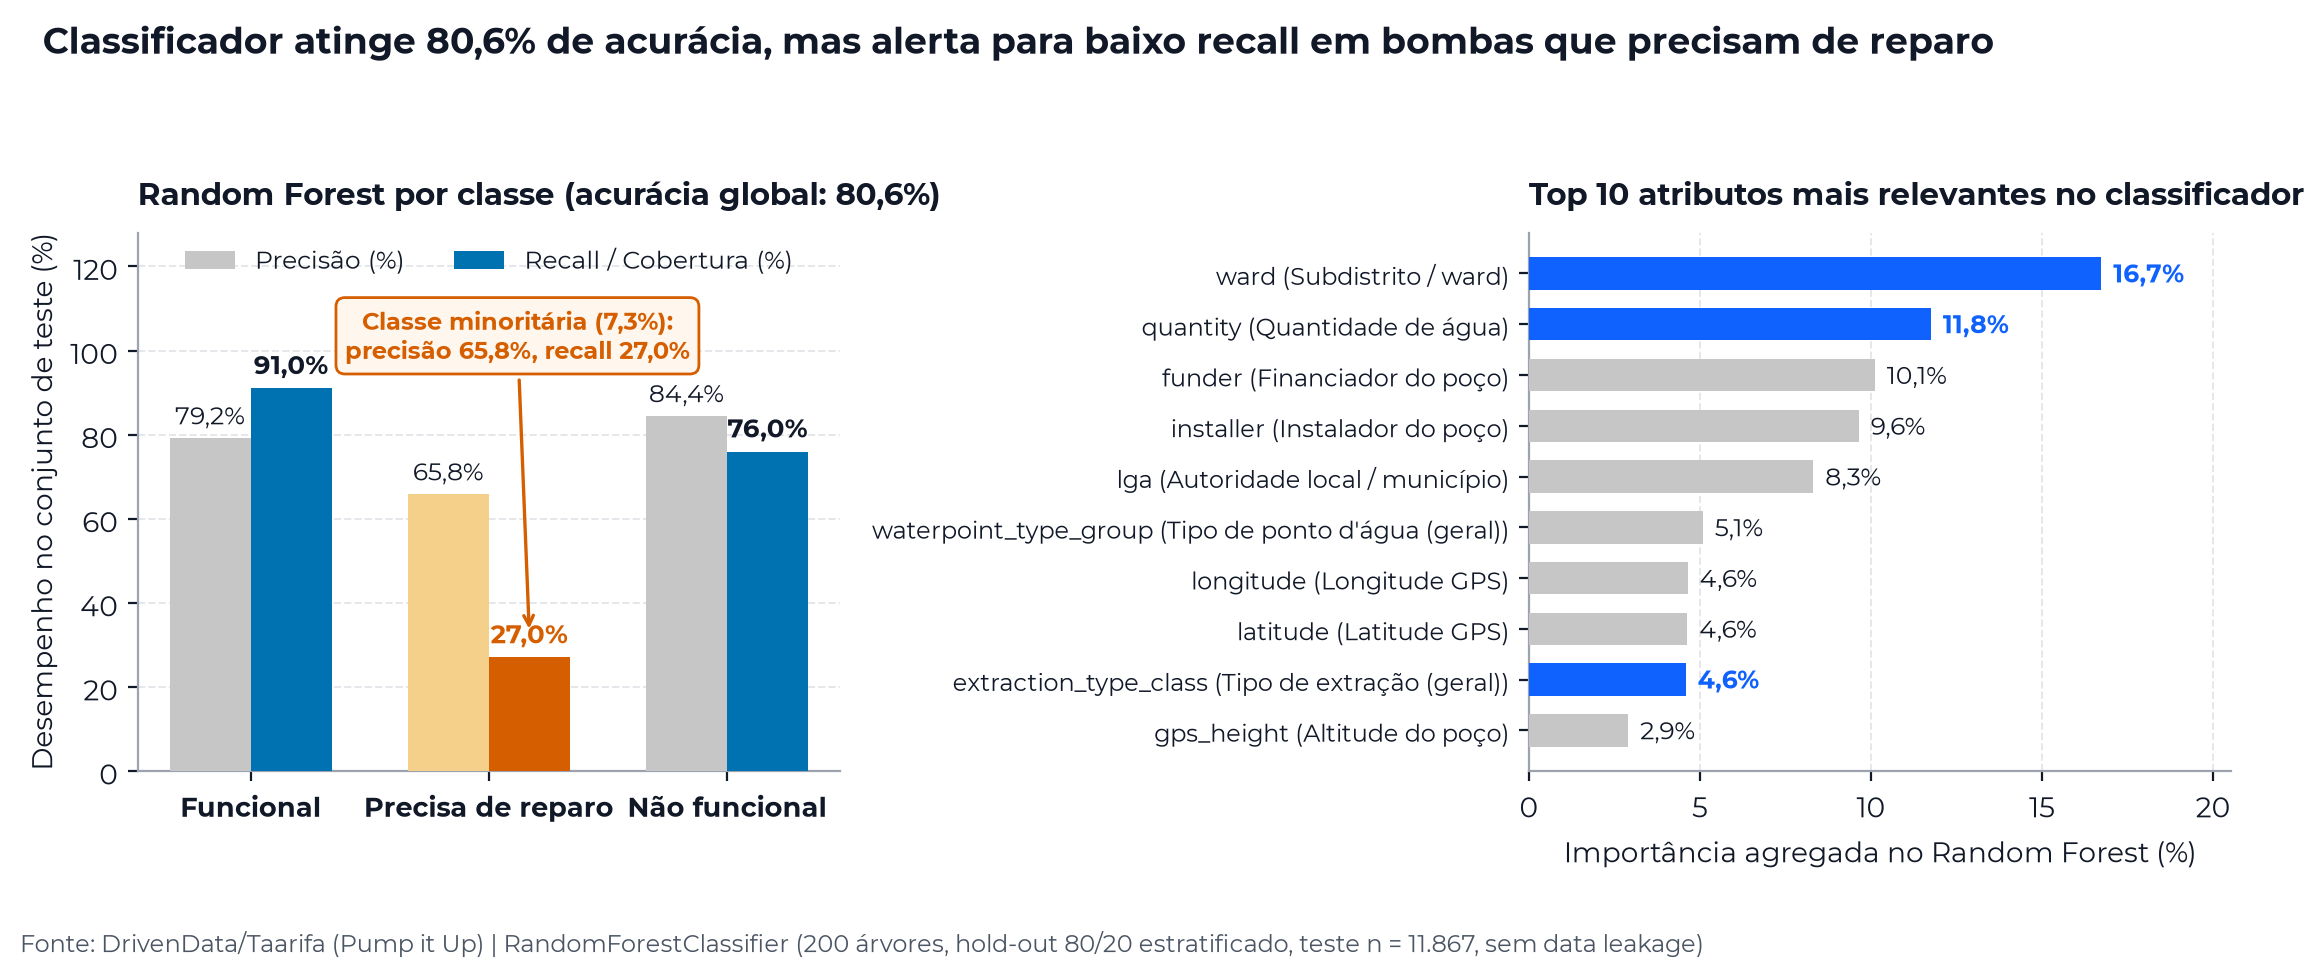 Classificador atinge 80,6% de acurácia, mas alerta para baixo recall em bombas que precisam de reparo
Random Forest por classe (acurácia global: 80,6%)
Desempenho no conjunto de teste (%)
120
100
80
60
40
20
0
Precisão (%)
Recall / Cobertura (%)
Classe minoritária (7,3%):
precisão 65,8%, recall 27,0%
79,2%
91,0%
65,8%
27,0%
84,4%
76,0%
Funcional
Precisa de reparo
Não funcional
Top 10 atributos mais relevantes no classificador
ward (Subdistrito / ward)
16,7%
quantity (Quantidade de água)
11,8%
funder (Financiador do poço)
10,1%
installer (Instalador do poço)
9,6%
lga (Autoridade local / município)
8,3%
waterpoint_type_group (Tipo de ponto d'água (geral))
5,1%
longitude (Longitude GPS)
4,6%
latitude (Latitude GPS)
4,6%
extraction_type_class (Tipo de extração (geral))
4,6%
gps_height (Altitude do poço)
2,9%
0
5
10
15
20
Importância agregada no Random Forest (%)
Fonte: DrivenData/Taarifa (Pump it Up) | RandomForestClassifier (200 árvores, hold-out 80/20 estratificado, teste n = 11.867, sem data leakage)